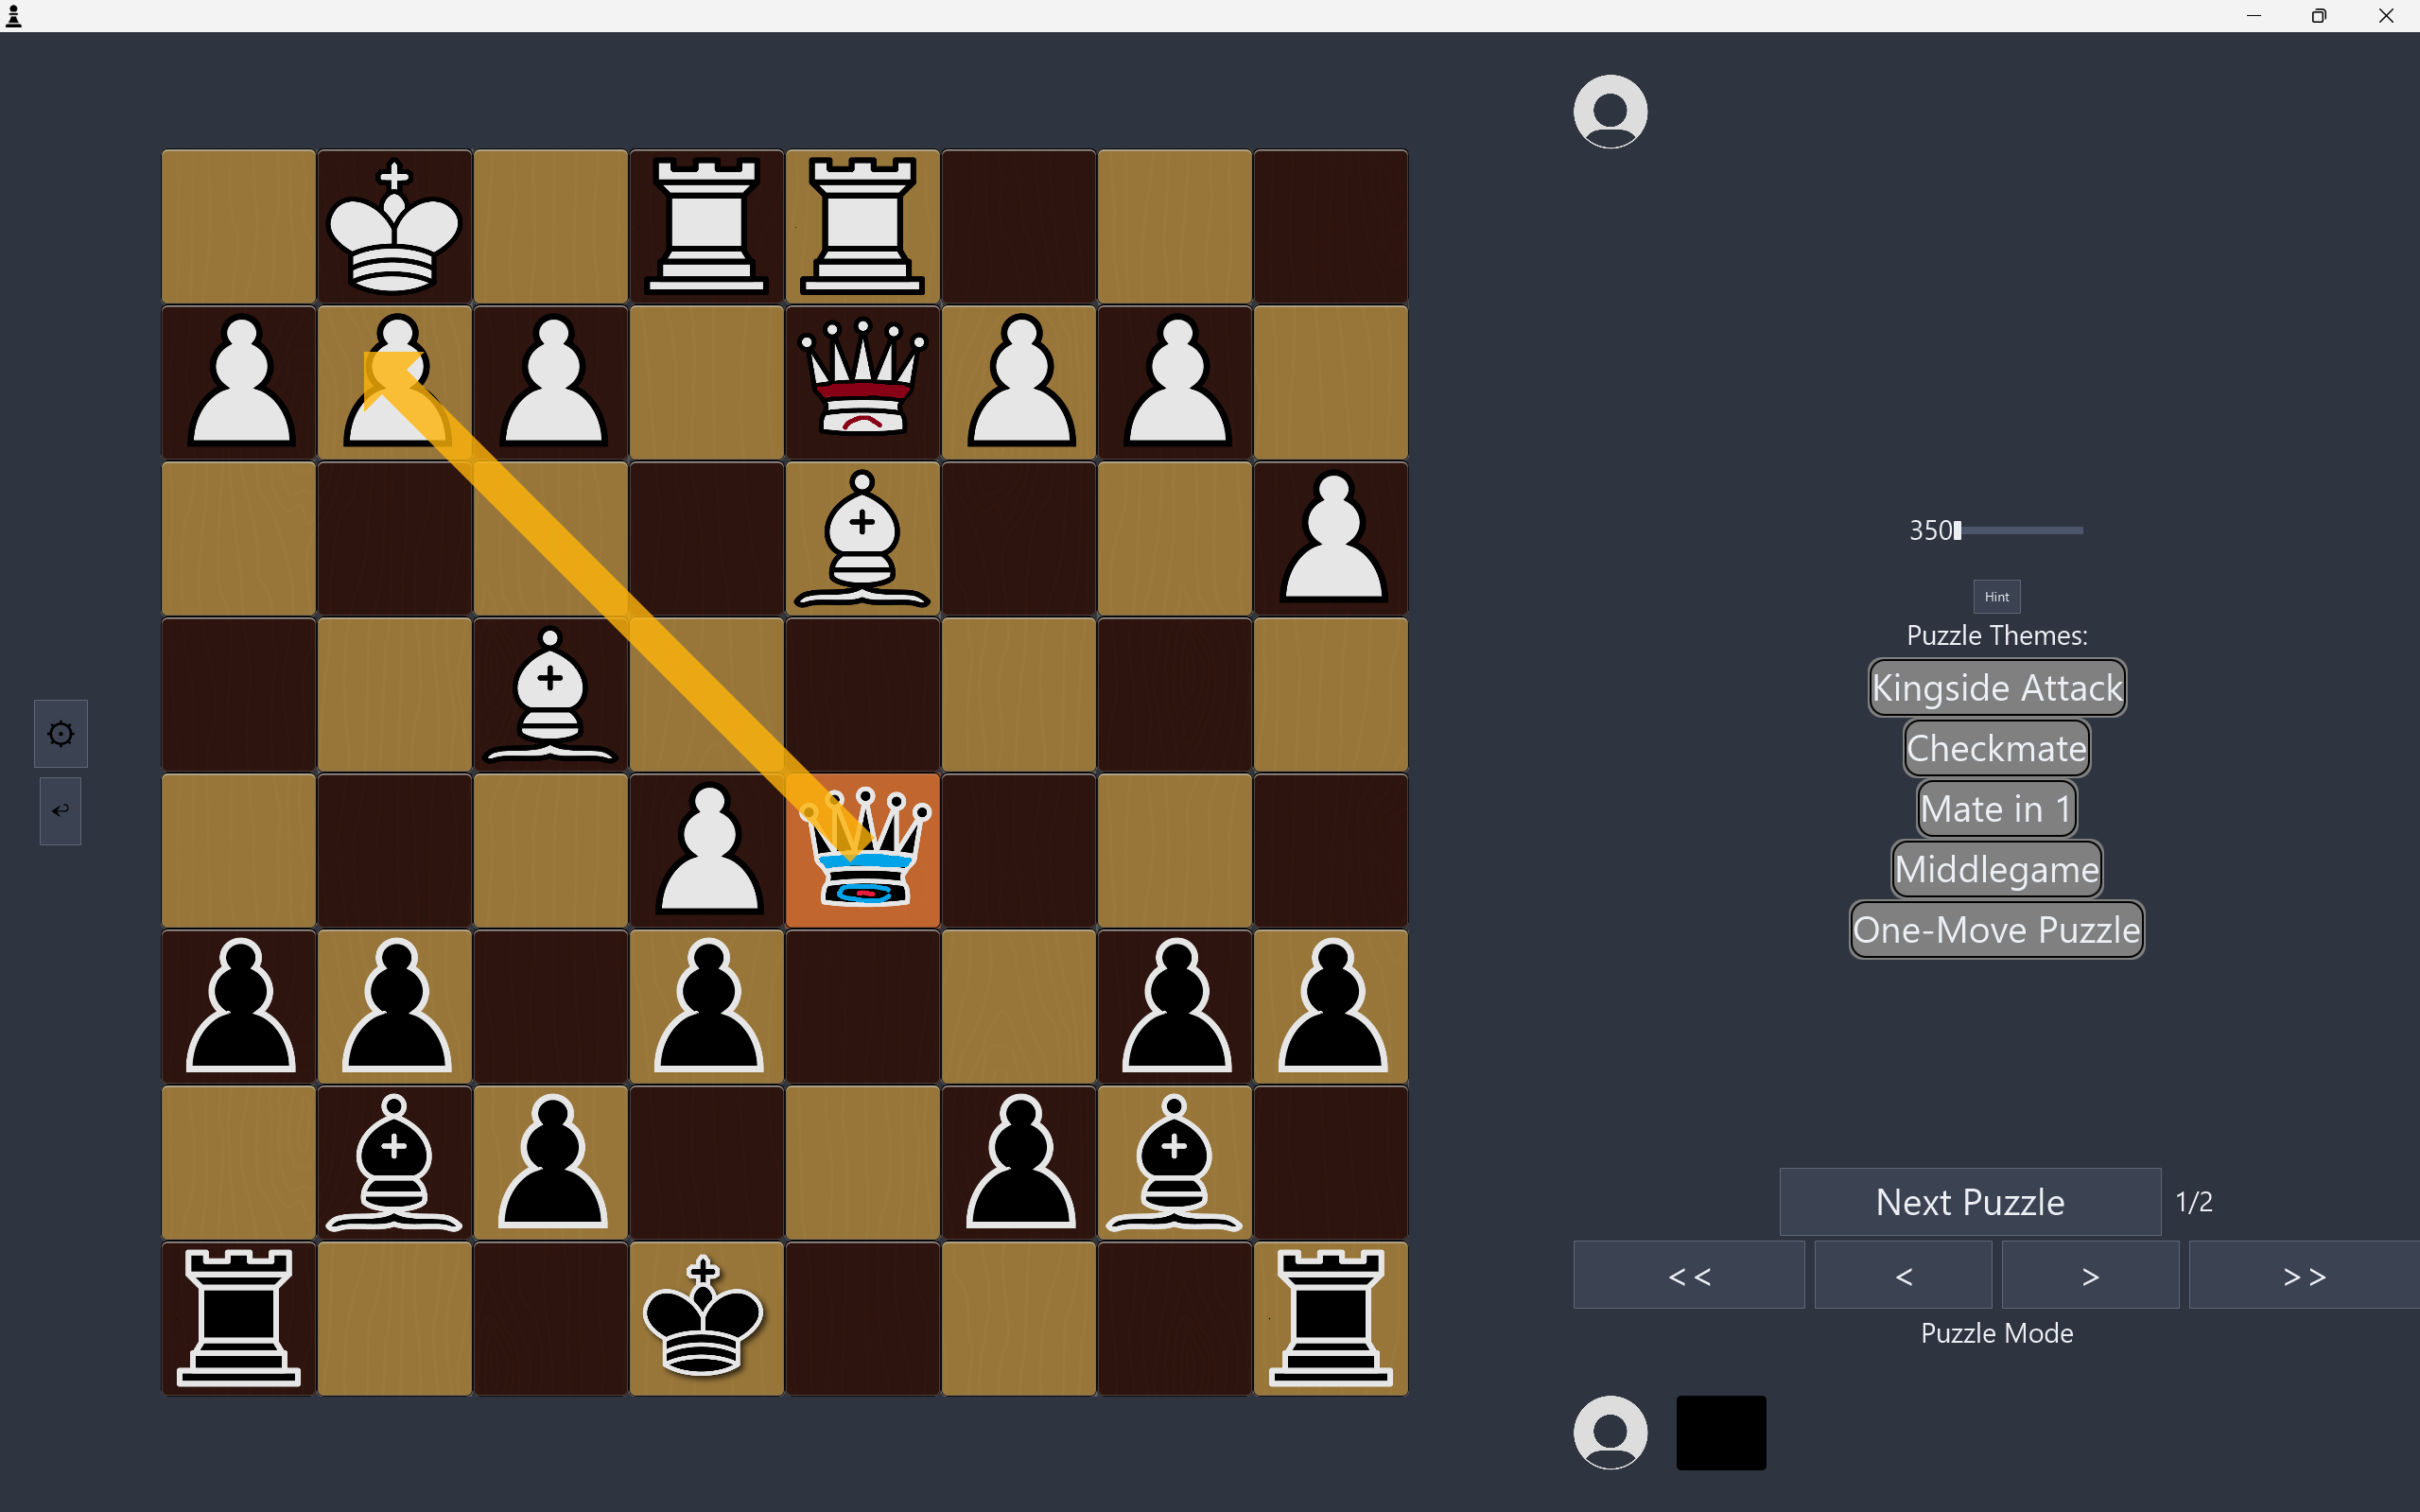 350
Hint
Puzzle Themes:
Kingside Attack
Checkmate
Mate in 1
Middlegame
One-Move Puzzle
Next Puzzle 1/2
<< < > >>
Puzzle Mode